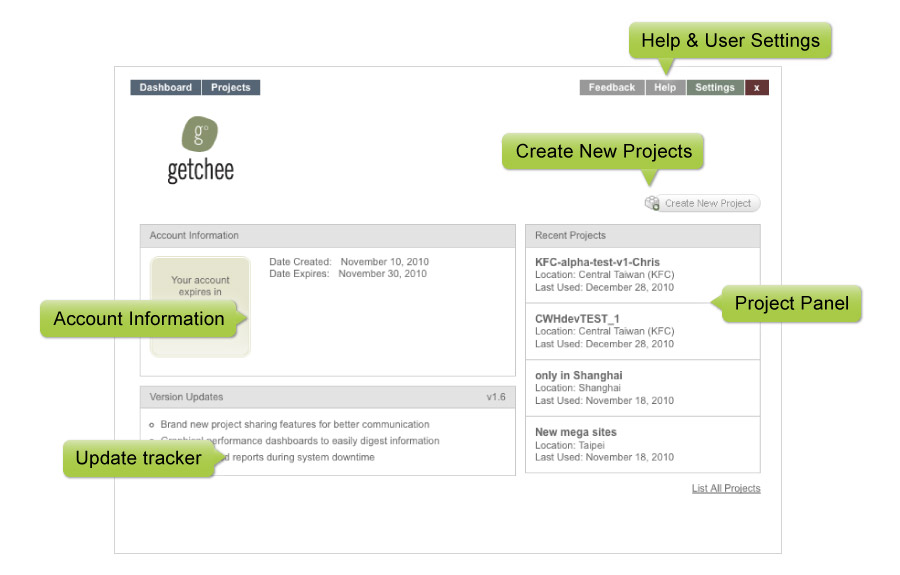 Help & User Settings
Dashboard Projects
Feedback Help Settings x
g°
getchee
Create New Projects
Create New Project
Account Information
Your account
expires in
Date Created: November 10, 2010
Date Expires: November 30, 2010
Account Information
Version Updates v1.6
Brand new project sharing features for better communication
performance dashboards to easily digest information
reports during system downtime
Update tracker
Recent Projects
KFC-alpha-test-v1-Chris
Location: Central Taiwan (KFC)
Last Used: December 28, 2010
Project Panel
CWHdevTEST_1
Location: Central Taiwan (KFC)
Last Used: December 28, 2010
only in Shanghai
Location: Shanghai
Last Used: November 18, 2010
New mega sites
Location: Taipei
Last Used: November 18, 2010
List All Projects